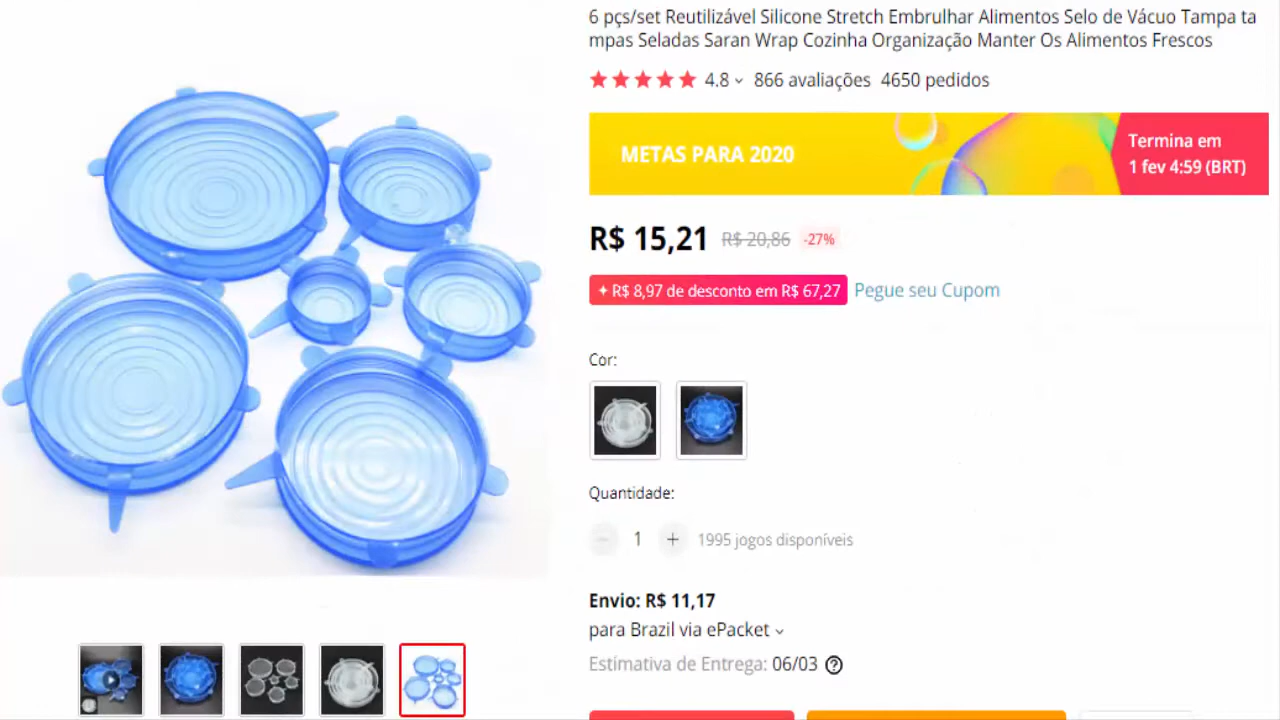 6 pçs/set Reutilizável Silicone Stretch Embrulhar Alimentos Selo de Vácuo Tampa ta
mpas Seladas Saran Wrap Cozinha Organização Manter Os Alimentos Frescos
4.8 866 avaliações 4650 pedidos
METAS PARA 2020
Termina em
1 fev 4:59 (BRT)
R$ 15,21 R$ 20,86 -27%
R$ 8,97 de desconto em R$ 67,27 Pegue seu Cupom
Cor:
Quantidade:
1 1995 jogos disponíveis
Envio: R$ 11,17
para Brazil via ePacket
Estimativa de Entrega: 06/03